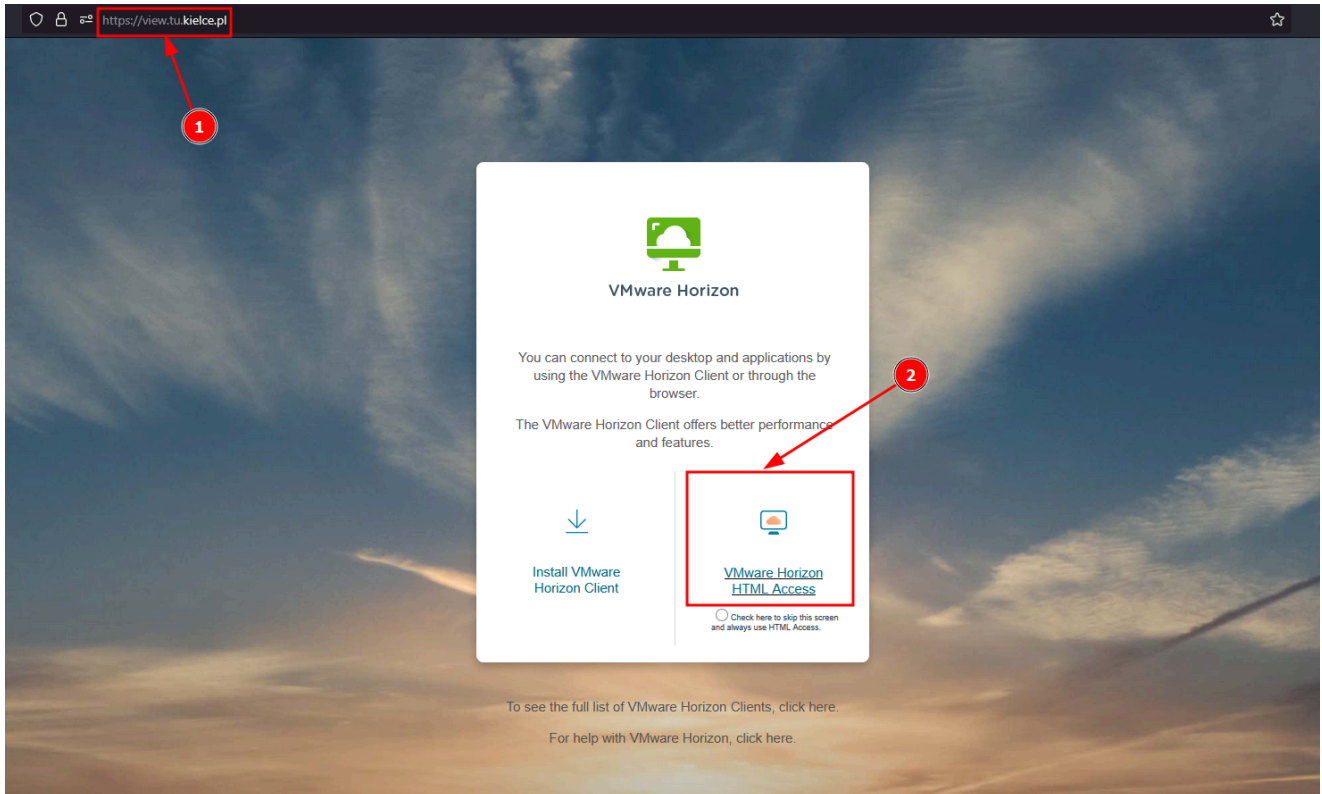 https://view.tu.kielce.pl
1
VMware Horizon
You can connect to your desktop and applications by
using the VMware Horizon Client or through the
browser.
2
The VMware Horizon Client offers better performance
and features.
Install VMware
Horizon Client
VMware Horizon
HTML Access
Check here to skip this screen
and always use HTML Access.
To see the full list of VMware Horizon Clients, click here.
For help with VMware Horizon, click here.